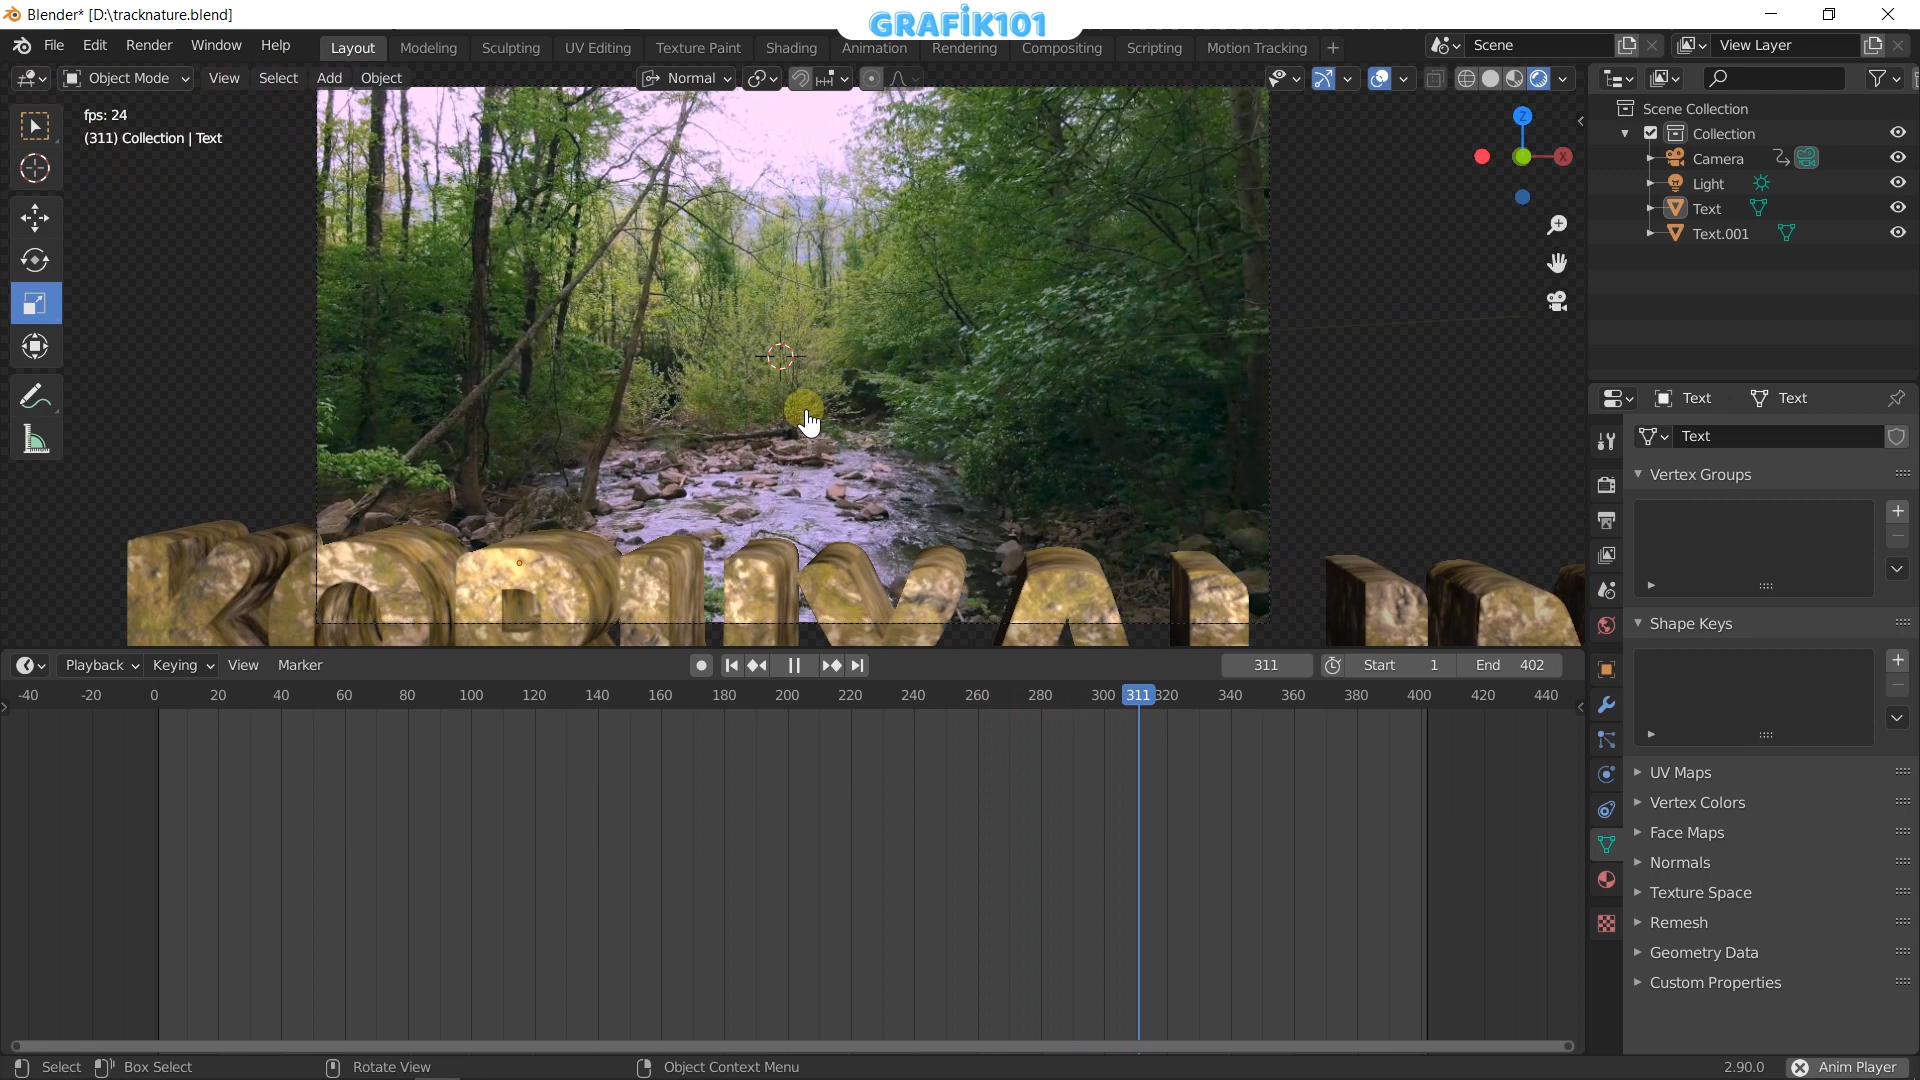 Blender* [D:\tracknature.blend]
GRAFİK101
File Edit Render Window Help
Layout Modeling Sculpting UV Editing Texture Paint Shading Animation Rendering Compositing Scripting Motion Tracking +
Scene
View Layer
Object Mode View Select Add Object
Normal
fps: 24
(311) Collection | Text
Z
X
Scene Collection
Collection
Camera
Light
Text
Text.001
Text Text
Text
Vertex Groups
Shape Keys
UV Maps
Vertex Colors
Face Maps
Normals
Texture Space
Remesh
Geometry Data
Custom Properties
Playback Keying View Marker
311 Start 1 End 402
-40 -20 0 20 40 60 80 100 120 140 160 180 200 220 240 260 280 300 311 320 340 360 380 400 420 440
Select Box Select Rotate View Object Context Menu
2.90.0 Anim Player